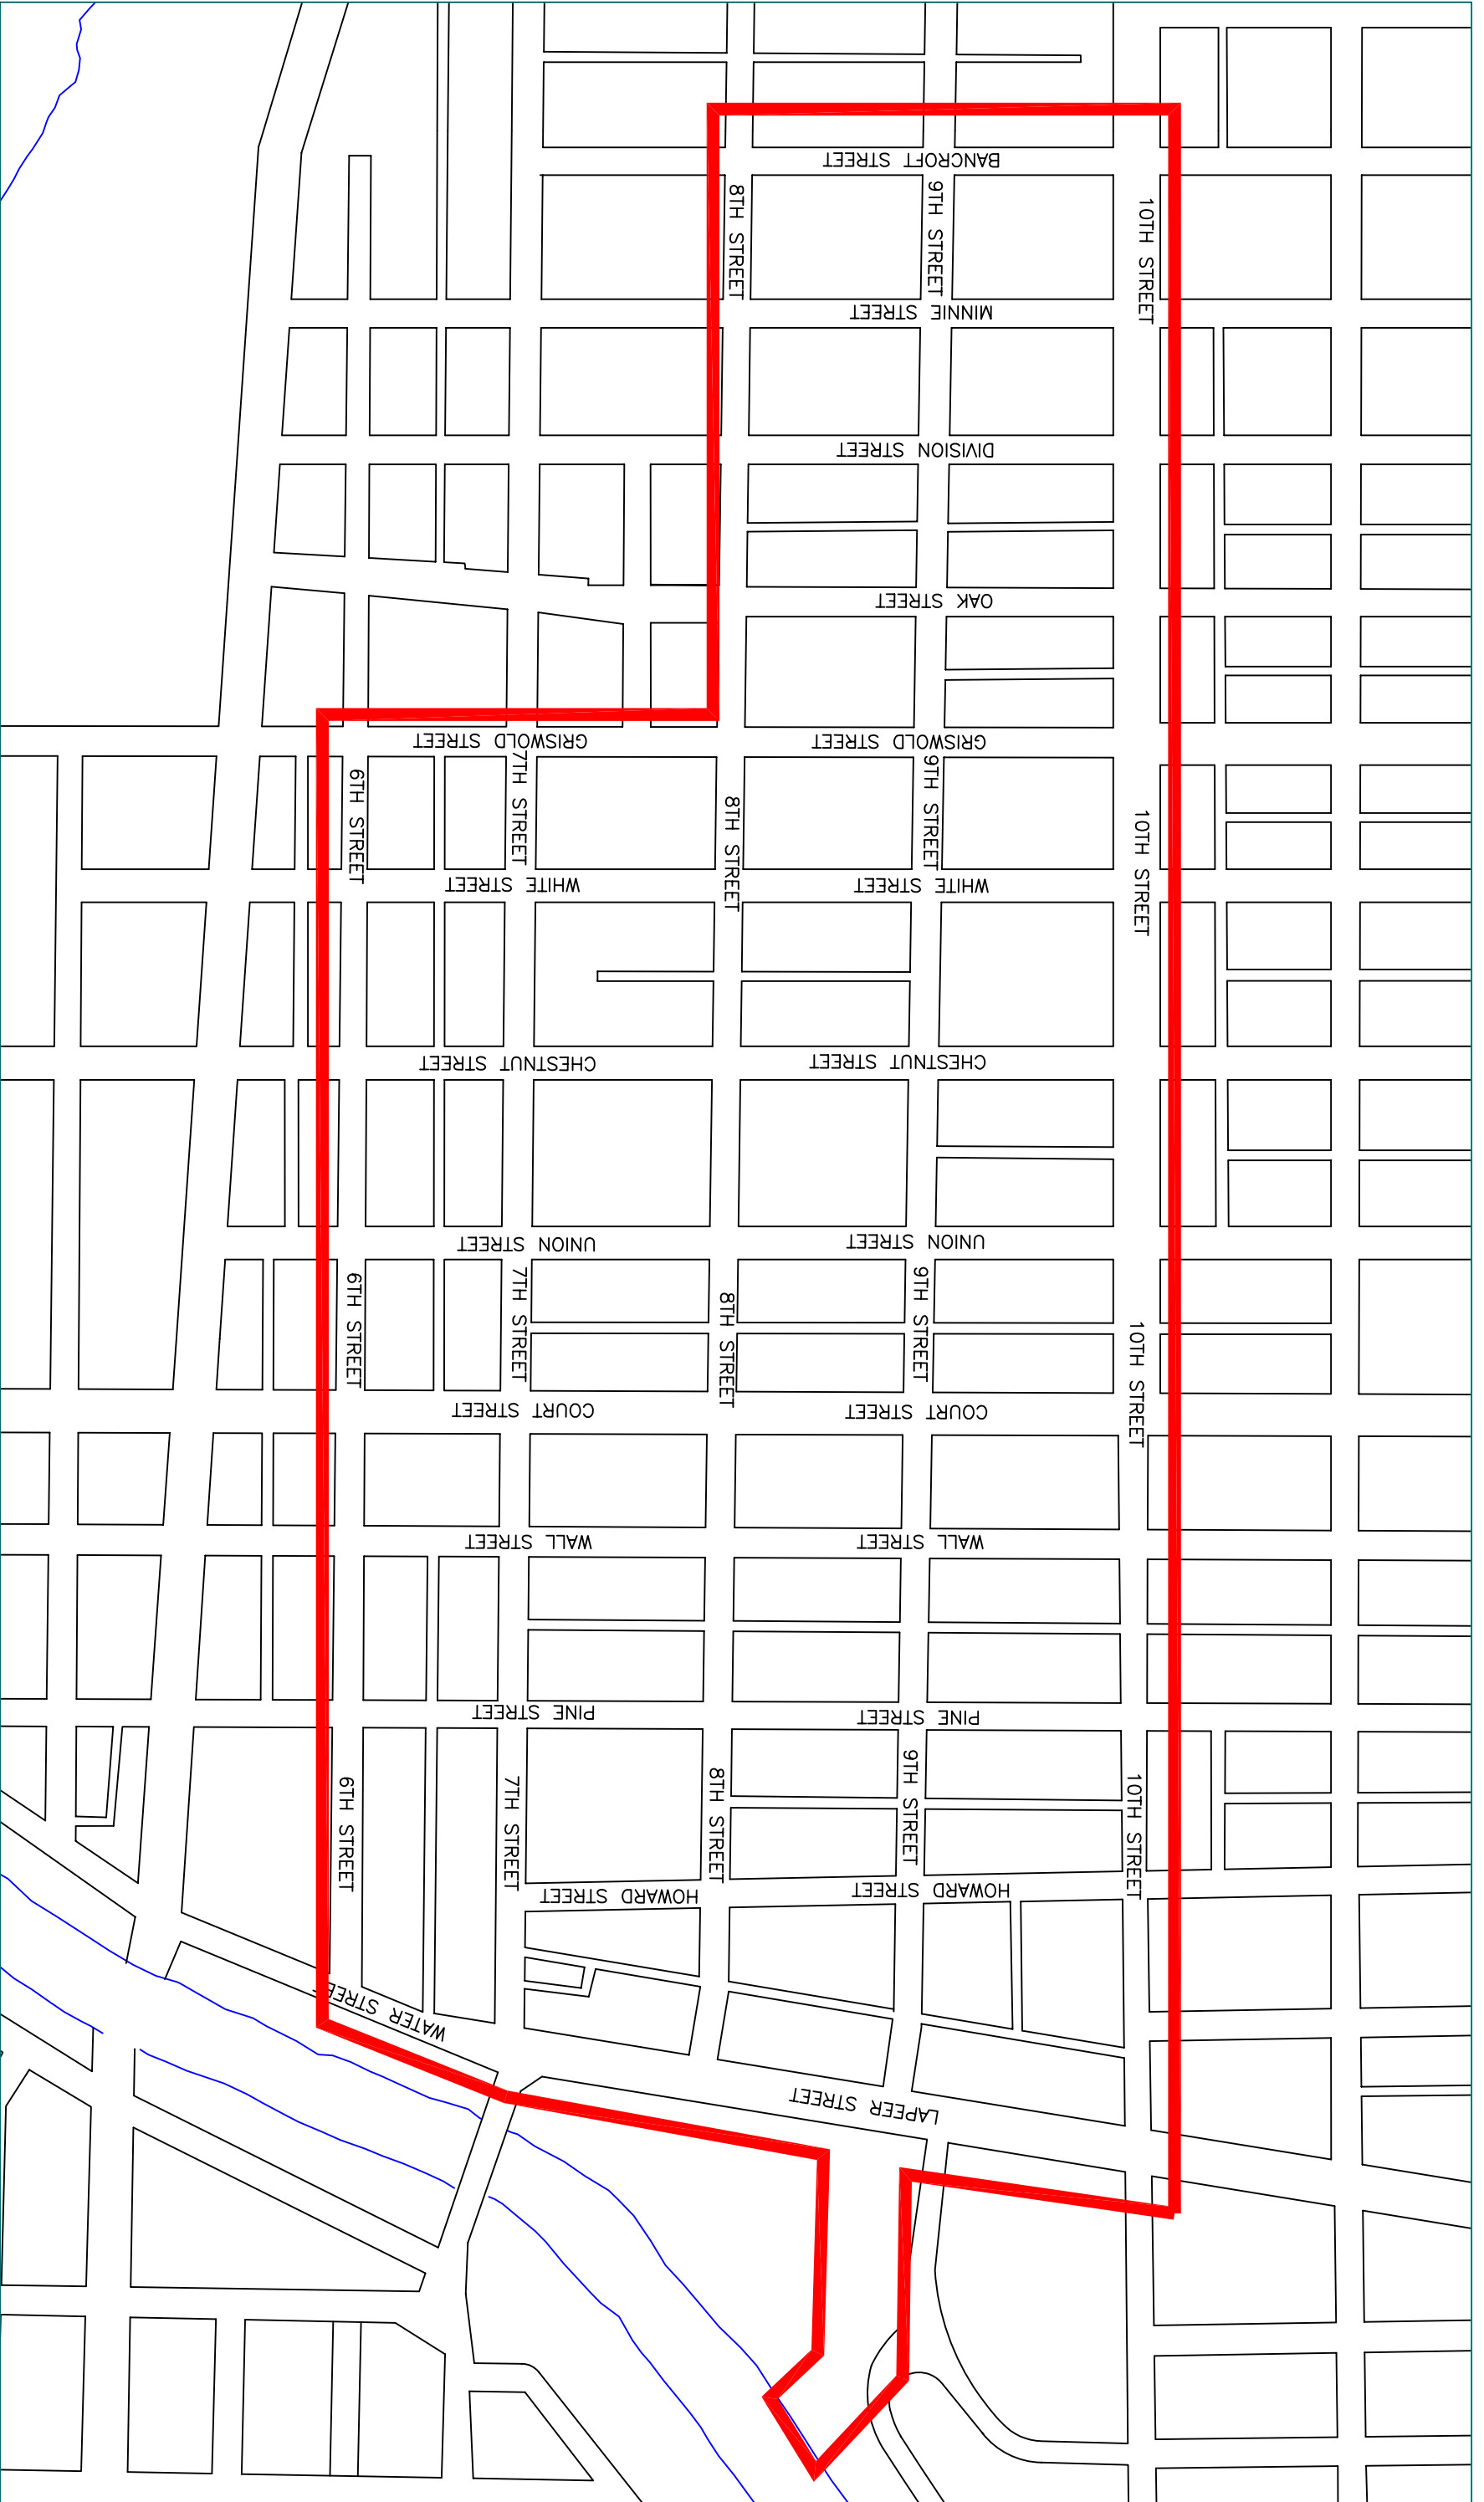 BANCROFT STREET
8TH STREET
9TH STREET
10TH STREET
MINNIE STREET
DIVISION STREET
OAK STREET
GRISWOLD STREET
GRISWOLD STREET
6TH STREET
7TH STREET
8TH STREET
9TH STREET
10TH STREET
WHITE STREET
WHITE STREET
CHESTNUT STREET
CHESTNUT STREET
UNION STREET
UNION STREET
6TH STREET
7TH STREET
8TH STREET
9TH STREET
10TH STREET
COURT STREET
COURT STREET
WALL STREET
WALL STREET
PINE STREET
PINE STREET
6TH STREET
7TH STREET
8TH STREET
9TH STREET
10TH STREET
HOWARD STREET
HOWARD STREET
WATER STREET
LAPEER STREET